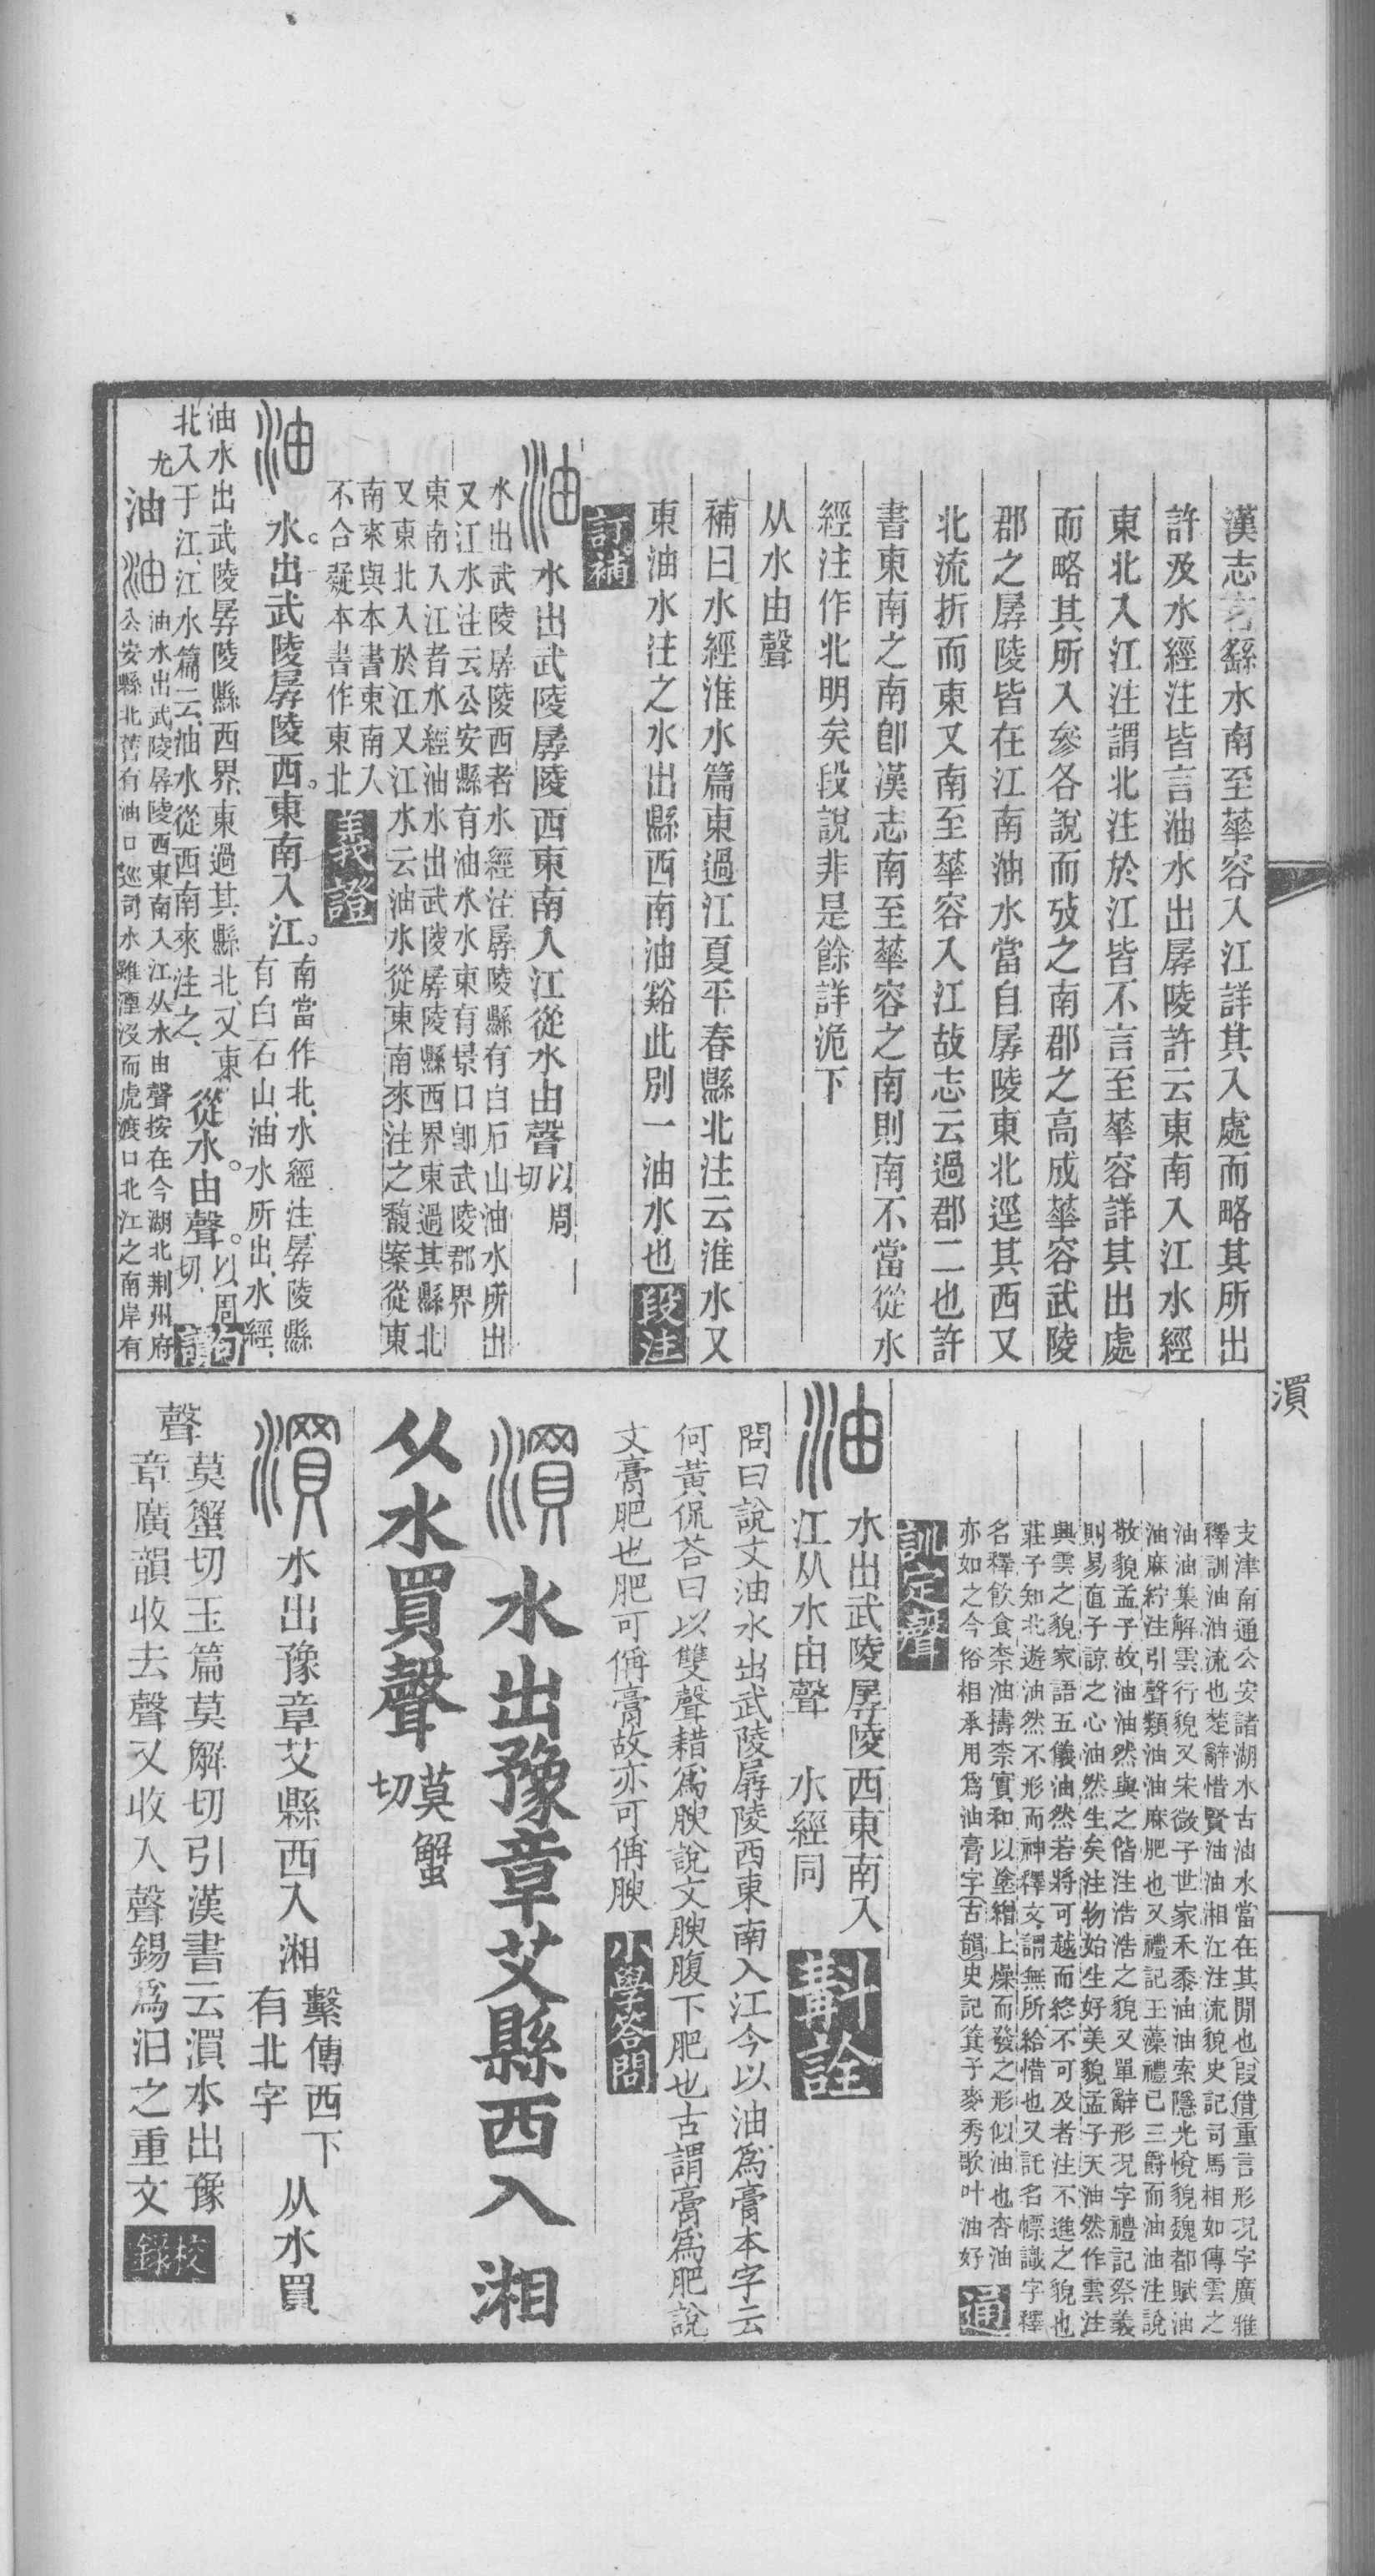 漢志若繇水南至華容入江詳其入處而略其所出
許及水經注皆言油水出孱陵許云東南入江水經
東北入江注謂北注於江皆不言至華容詳其出處
而略其所入參各說而攷之南郡之高成華容武陵
郡之孱陵皆在江南油水當自孱陵東北逕其西又
北流折而東又南至華容入江故志云過郡二也許
書東南之南卽漢志南至華容之南則南不當從水
經注作北明矣段說非是餘詳洈下
从水由聲
補曰水經淮水篇東過江夏平春縣北注云淮水又
東油水注之水出縣西南油谿此別一油水也
段注
訂補
油 水出武陵孱陵西東南入江從水由聲
以周
切
水出武陵孱陵西者水經注孱陵縣有白石山油水所出
又江水注云公安縣有油水水東有景口卽武陵郡界
東南入江者水經油水出武陵孱陵縣西界東過其縣北
又東北入於江又江水云油水從東南來注之馥案從東
南來與本書東南入
不合疑本書作東北
義證
油 水出武陵孱陵西東南入江
南當作北水經注孱陵縣
有白石山油水所出水經
油水出武陵孱陵縣西界東過其縣北又東
北入于江江水篇云油水從西南來注之
從水由聲
以周
切
句讀
尤
油 油
油水出武陵孱陵西東南入江从水由聲按在今湖北荆州府
公安縣北舊有油口巡司水雖湮沒而虎渡口北江之南岸有
湏
支津南通公安諸湖水古油水當在其閒也叚借重言形况字廣雅
釋訓油油流也楚辭惜賢油油湘江注流貌史記司馬相如傳雲之
油油集解雲行貌又宋微子世家禾黍油油索隱光悅貌魏都賦油
油麻紵注引聲類油油麻肥也又禮記玉藻禮已三爵而油油注說
敬貌孟子故油油然與之偕注浩浩之貌又單辭形况字禮記祭義
則易直子諒之心油然生矣注物始生好美貌孟子天油然作雲注
興雲之貌家語五儀油然若將可越而終不可及者注不進之貌也
莊子知北遊油然不形而神釋文謂無所給惜也又託名幖識字釋
名釋飲食柰油擣柰實和以塗繒上燥而發之形似油也杏油
亦如之今俗相承用爲油膏字古韻史記箕子麥秀歌叶油好
通
訓定聲
油
水出武陵孱陵西東南入
江从水由聲 水經同
斠詮
問曰說文油水出武陵孱陵西東南入江今以油爲膏本字云
何黃侃荅曰以雙聲耤爲腴說文腴腹下肥也古謂膏爲肥說
文膏肥也肥可偁膏故亦可偁腴
小學答問
𤂵 水出豫章艾縣西入湘
从水買聲
莫蟹
切
𤂵 水出豫章艾縣西入湘
繫傳西下
有北字
从水買
聲
莫蟹切玉篇莫解切引漢書云湏本出豫
章廣韻收去聲又收入聲錫爲汨之重文
校
錄